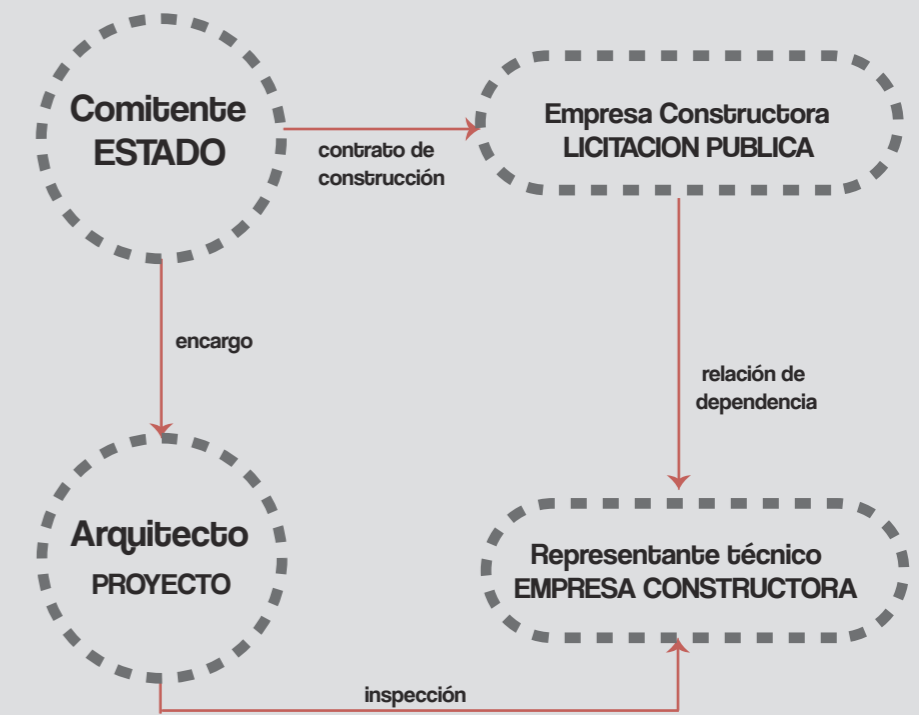 Comitente
ESTADO
contrato de
construcción
Empresa Constructora
LICITACION PUBLICA
encargo
relación de
dependencia
Arquitecto
PROYECTO
Representante técnico
EMPRESA CONSTRUCTORA
inspección